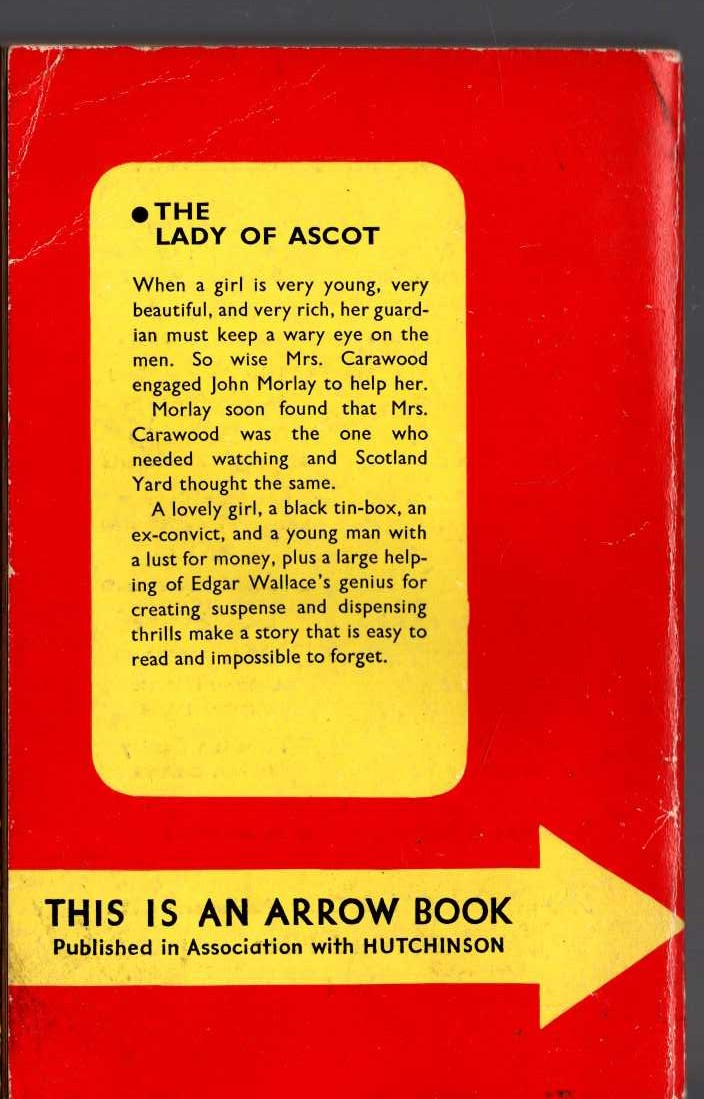 ● THE
LADY OF ASCOT
When a girl is very young, very
beautiful, and very rich, her guard-
ian must keep a wary eye on the
men. So wise Mrs. Carawood
engaged John Morlay to help her.
Morlay soon found that Mrs.
Carawood was the one who
needed watching and Scotland
Yard thought the same.
A lovely girl, a black tin-box, an
ex-convict, and a young man with
a lust for money, plus a large help-
ing of Edgar Wallace's genius for
creating suspense and dispensing
thrills make a story that is easy to
read and impossible to forget.
THIS IS AN ARROW BOOK
Published in Association with HUTCHINSON